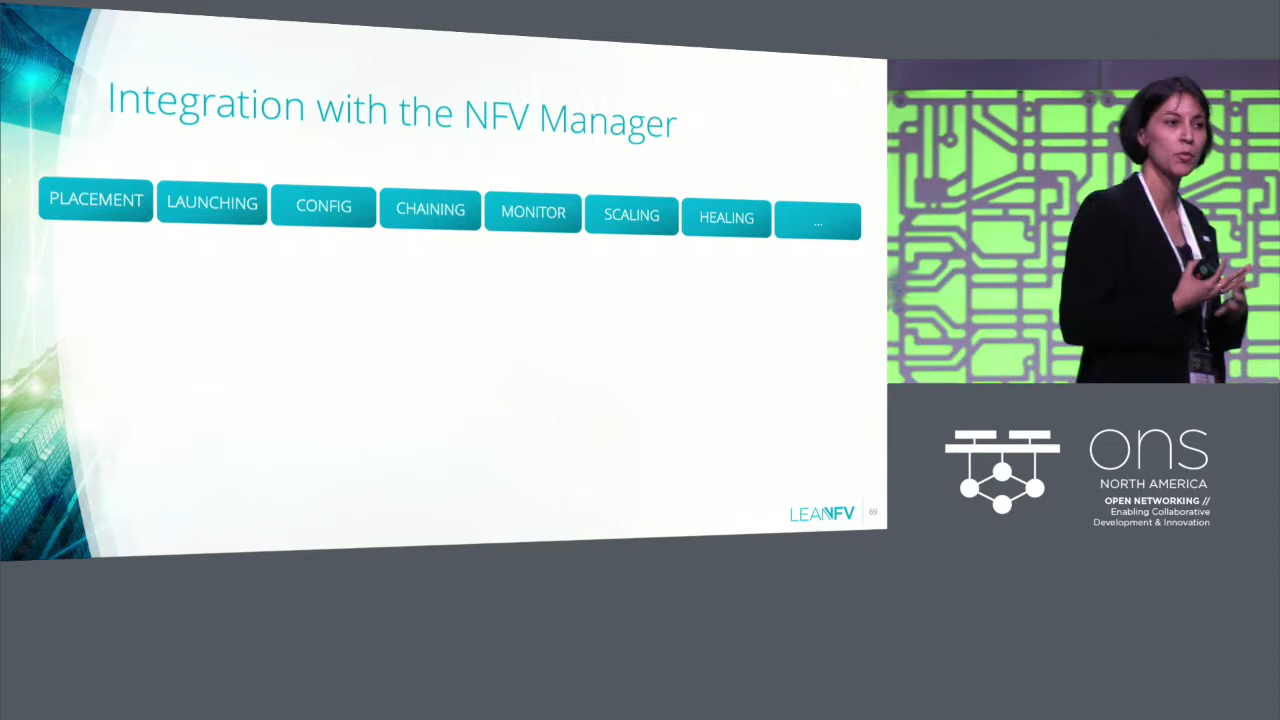 Integration with the NFV Manager
PLACEMENT
LAUNCHING
CONFIG
CHAINING
MONITOR
SCALING
HEALING
...
LEANFV
69
ons
NORTH AMERICA
OPEN NETWORKING //
Enabling Collaborative
Development & Innovation